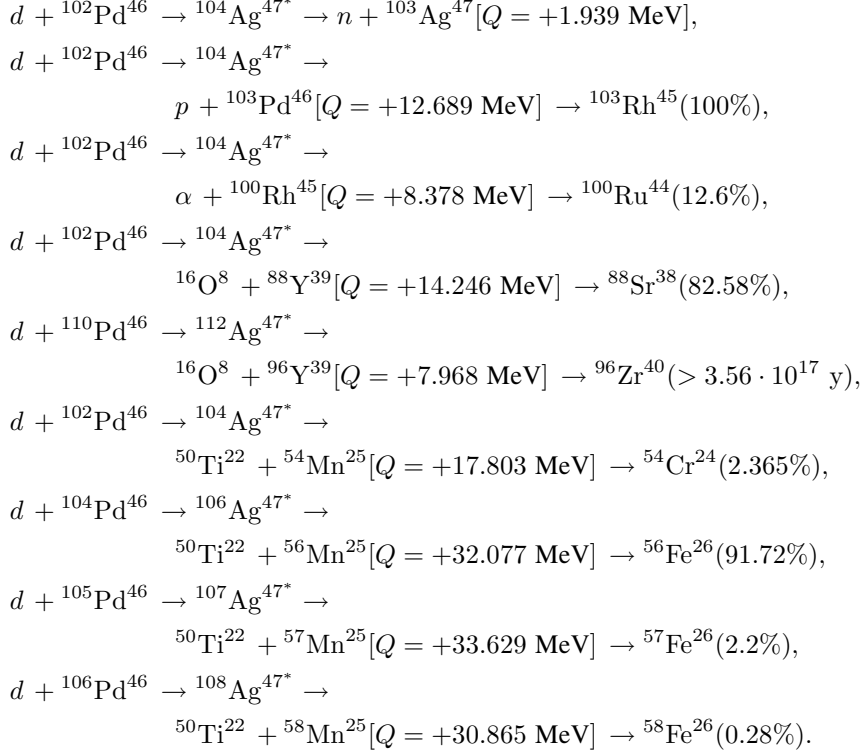 d + ¹⁰²Pd⁴⁶ → ¹⁰⁴Ag⁴⁷* → n + ¹⁰³Ag⁴⁷[Q = +1.939 MeV],
d + ¹⁰²Pd⁴⁶ → ¹⁰⁴Ag⁴⁷* →
p + ¹⁰³Pd⁴⁶[Q = +12.689 MeV] → ¹⁰³Rh⁴⁵(100%),
d + ¹⁰²Pd⁴⁶ → ¹⁰⁴Ag⁴⁷* →
α + ¹⁰⁰Rh⁴⁵[Q = +8.378 MeV] → ¹⁰⁰Ru⁴⁴(12.6%),
d + ¹⁰²Pd⁴⁶ → ¹⁰⁴Ag⁴⁷* →
¹⁶O⁸ + ⁸⁸Y³⁹[Q = +14.246 MeV] → ⁸⁸Sr³⁸(82.58%),
d + ¹¹⁰Pd⁴⁶ → ¹¹²Ag⁴⁷* →
¹⁶O⁸ + ⁹⁶Y³⁹[Q = +7.968 MeV] → ⁹⁶Zr⁴⁰(> 3.56 · 10¹⁷ y),
d + ¹⁰²Pd⁴⁶ → ¹⁰⁴Ag⁴⁷* →
⁵⁰Ti²² + ⁵⁴Mn²⁵[Q = +17.803 MeV] → ⁵⁴Cr²⁴(2.365%),
d + ¹⁰⁴Pd⁴⁶ → ¹⁰⁶Ag⁴⁷* →
⁵⁰Ti²² + ⁵⁶Mn²⁵[Q = +32.077 MeV] → ⁵⁶Fe²⁶(91.72%),
d + ¹⁰⁵Pd⁴⁶ → ¹⁰⁷Ag⁴⁷* →
⁵⁰Ti²² + ⁵⁷Mn²⁵[Q = +33.629 MeV] → ⁵⁷Fe²⁶(2.2%),
d + ¹⁰⁶Pd⁴⁶ → ¹⁰⁸Ag⁴⁷* →
⁵⁰Ti²² + ⁵⁸Mn²⁵[Q = +30.865 MeV] → ⁵⁸Fe²⁶(0.28%).